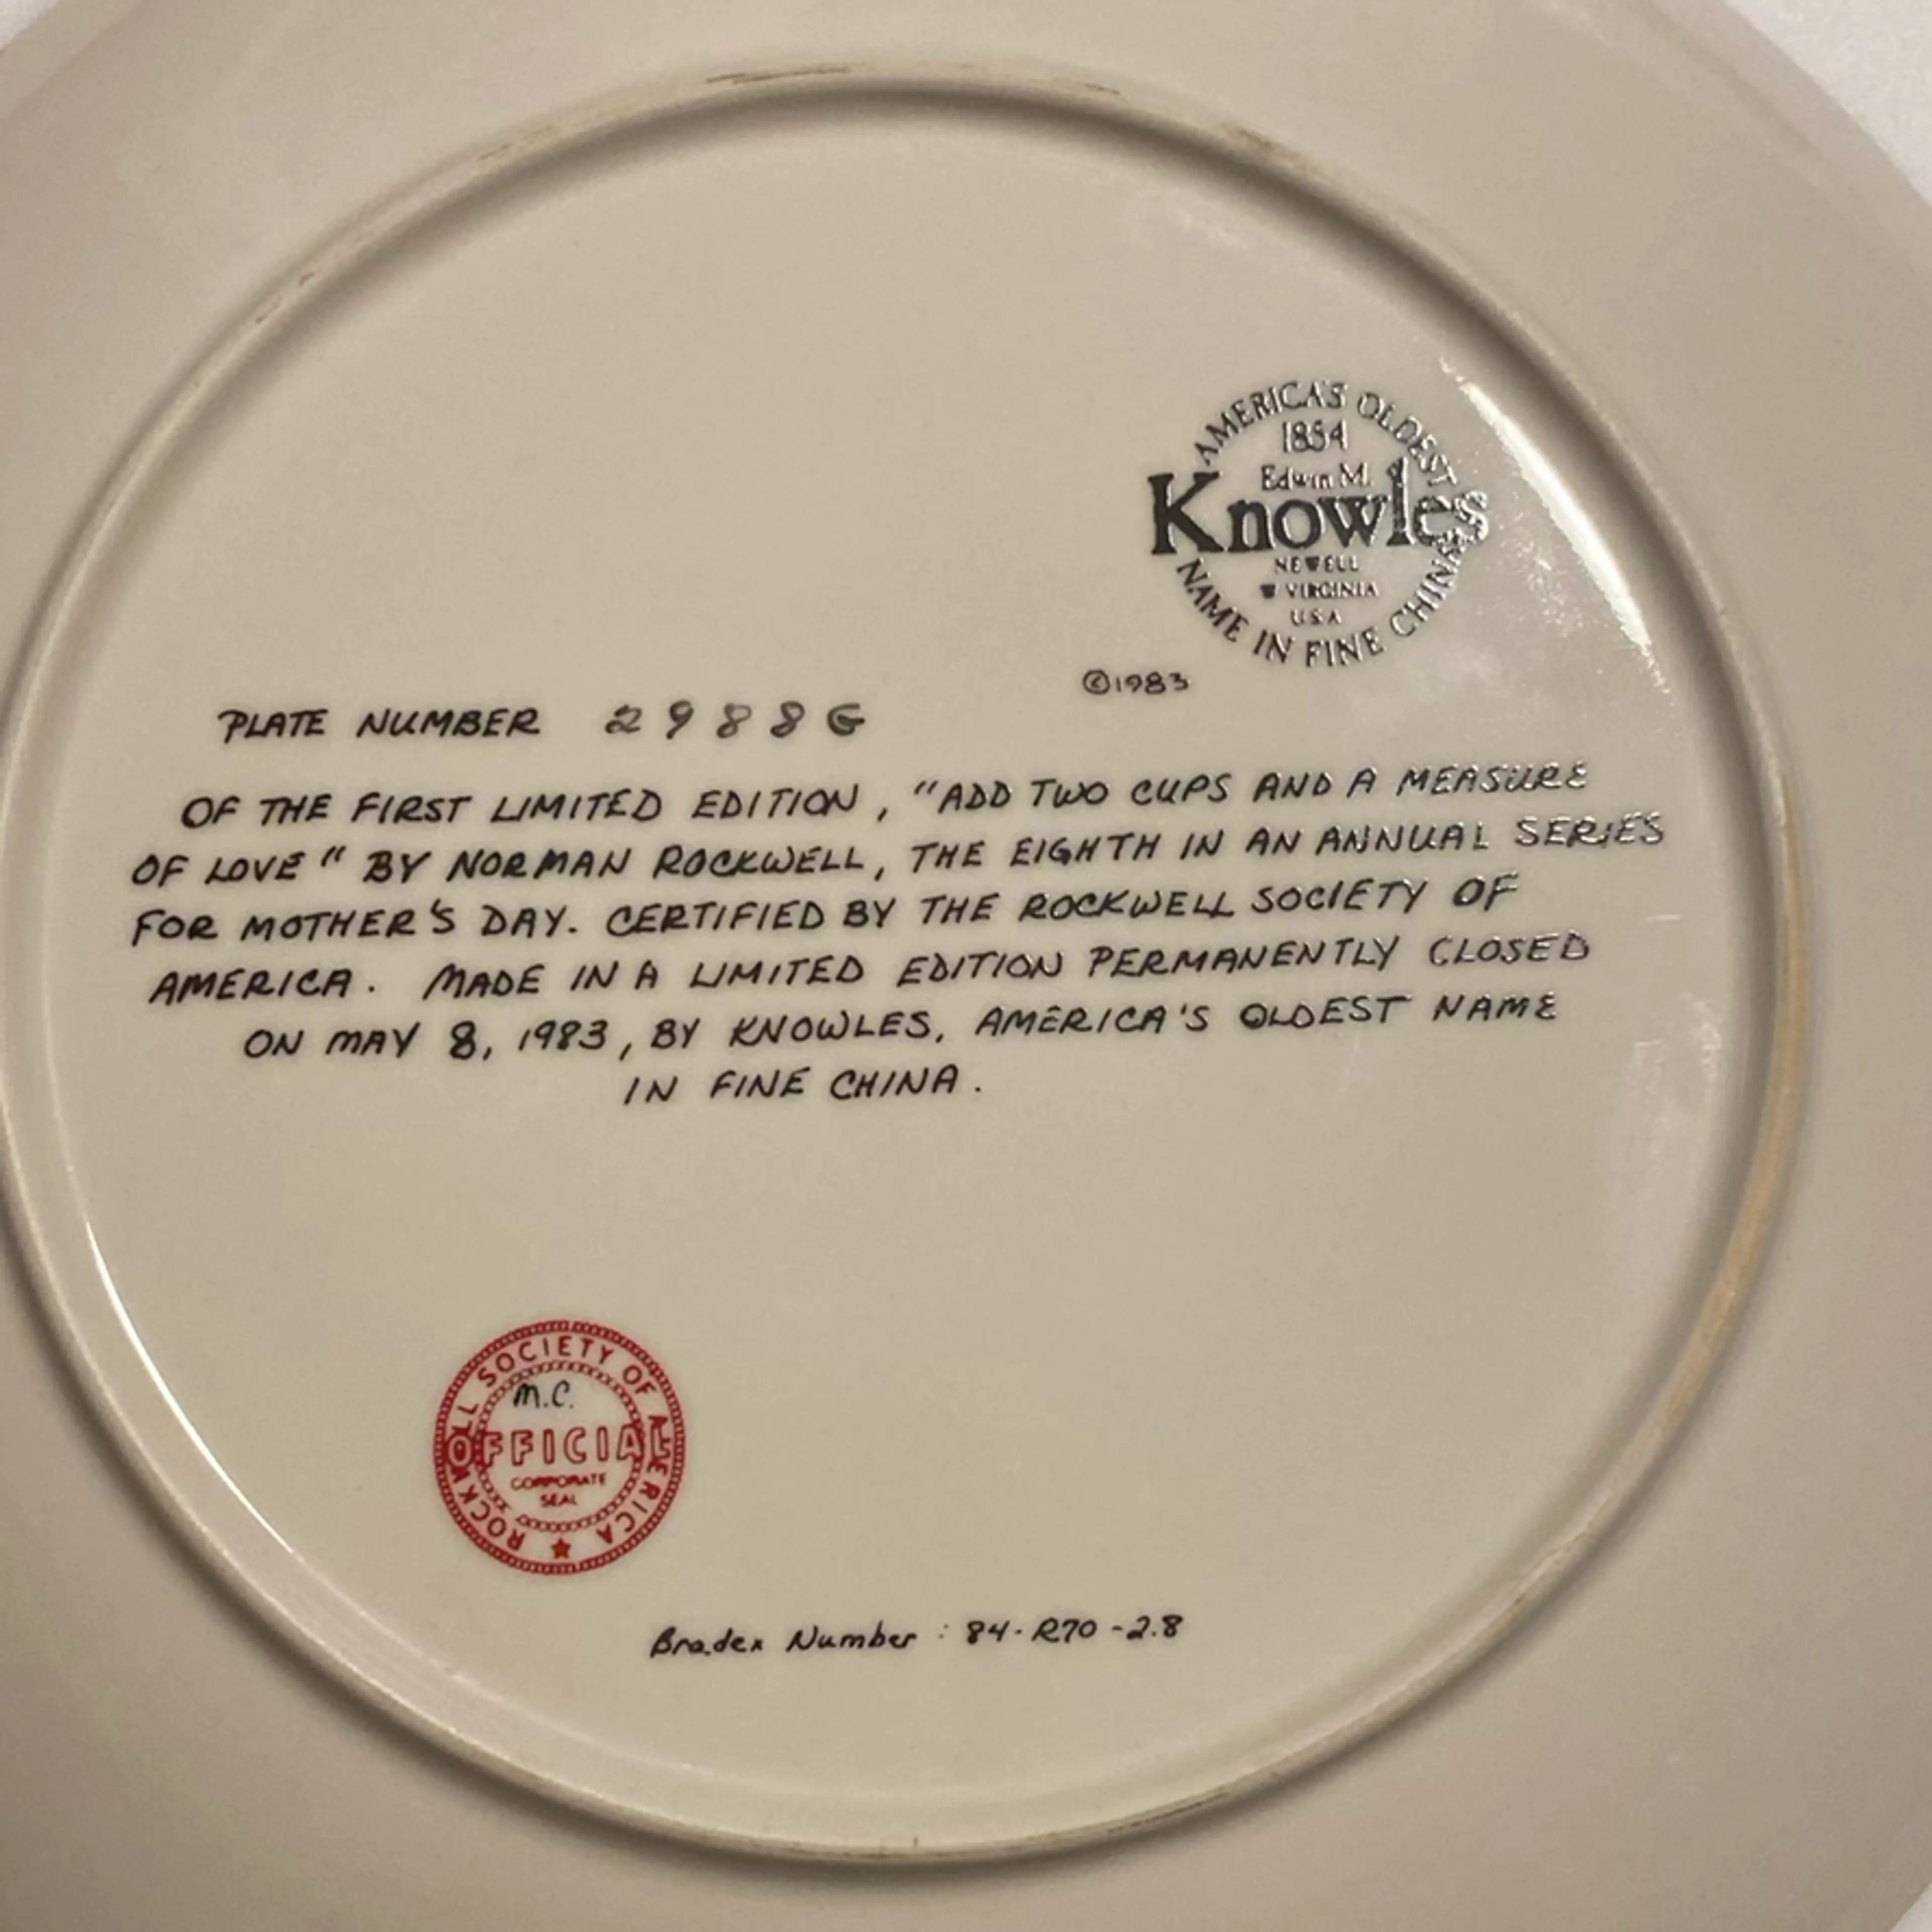 AMERICA'S OLDEST
1854
Edwin M.
Knowles
NEWELL
W VIRGINIA
USA
NAME IN FINE CHINA
©1983
PLATE NUMBER 2988G
OF THE FIRST LIMITED EDITION, "ADD TWO CUPS AND A MEASURE
OF LOVE" BY NORMAN ROCKWELL, THE EIGHTH IN AN ANNUAL SERIES
FOR MOTHER'S DAY. CERTIFIED BY THE ROCKWELL SOCIETY OF
AMERICA. MADE IN A LIMITED EDITION PERMANENTLY CLOSED
ON MAY 8, 1983, BY KNOWLES, AMERICA'S OLDEST NAME
IN FINE CHINA.
ROCKWELL SOCIETY OF AMERICA
M.C.
OFFICIAL
CORPORATE
SEAL
Bradex Number: 84-R70-2.8